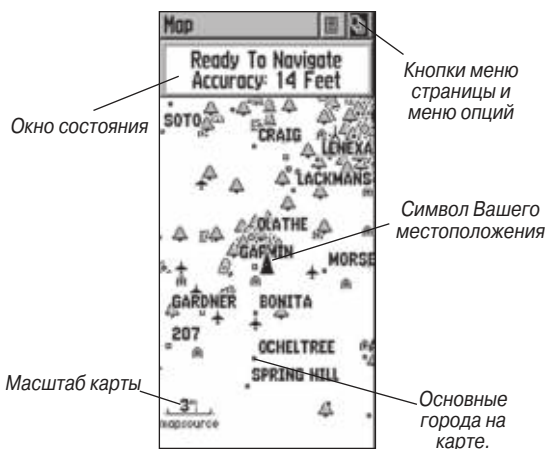 Map
Ready To Navigate
Accuracy: 14 Feet
Кнопки меню
страницы и
меню опций
Окно состояния
SOTO
CRAIG
LENEXA
LACKMANS
Символ Вашего
местоположения
OLATHE
GARMIN
MORSE
GARDNER
BONITA
207
OCHELTREE
SPRING HILL
Масштаб карты
3
mapsource
Основные
города на
карте.